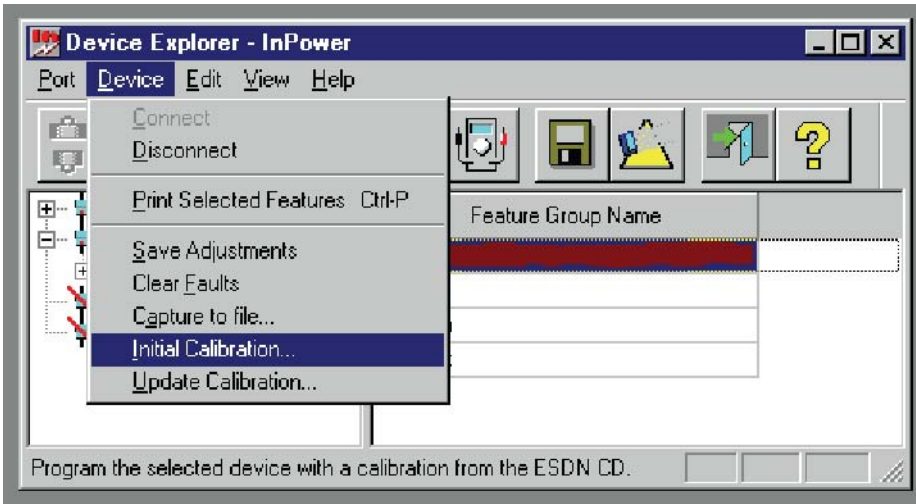 Device Explorer - InPower
Port Device Edit View Help
Connect
Disconnect
Print Selected Features Ctrl-P
Save Adjustments
Clear Faults
Capture to file...
Initial Calibration...
Update Calibration...
Feature Group Name
Program the selected device with a calibration from the ESDN CD.